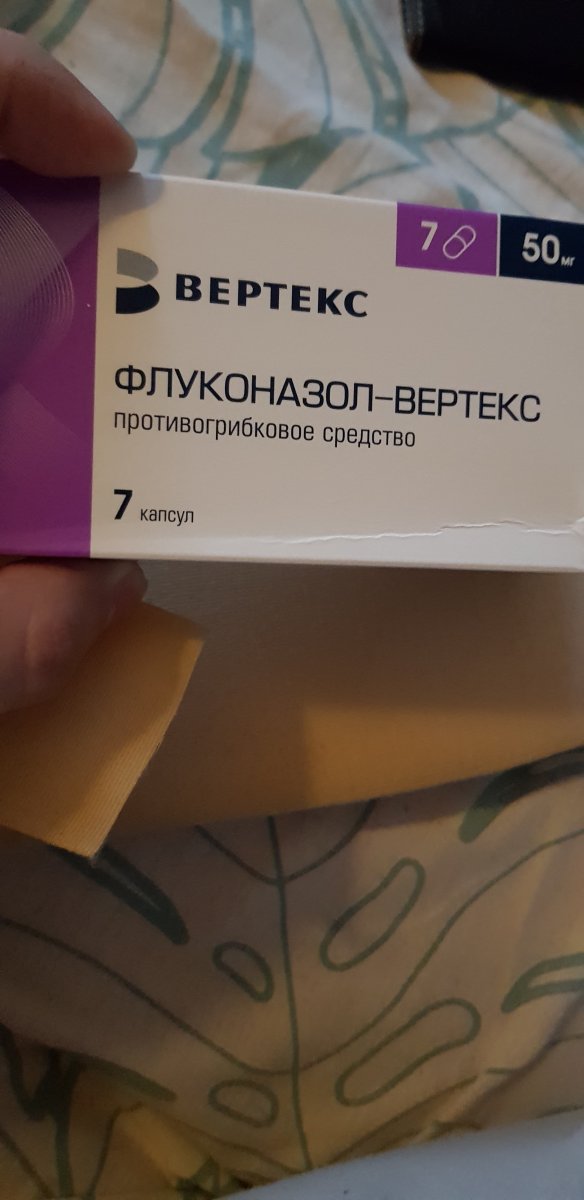 7
50 мг
ВЕРТЕКС
ФЛУКОНАЗОЛ-ВЕРТЕКС
противогрибковое средство
7 капсул